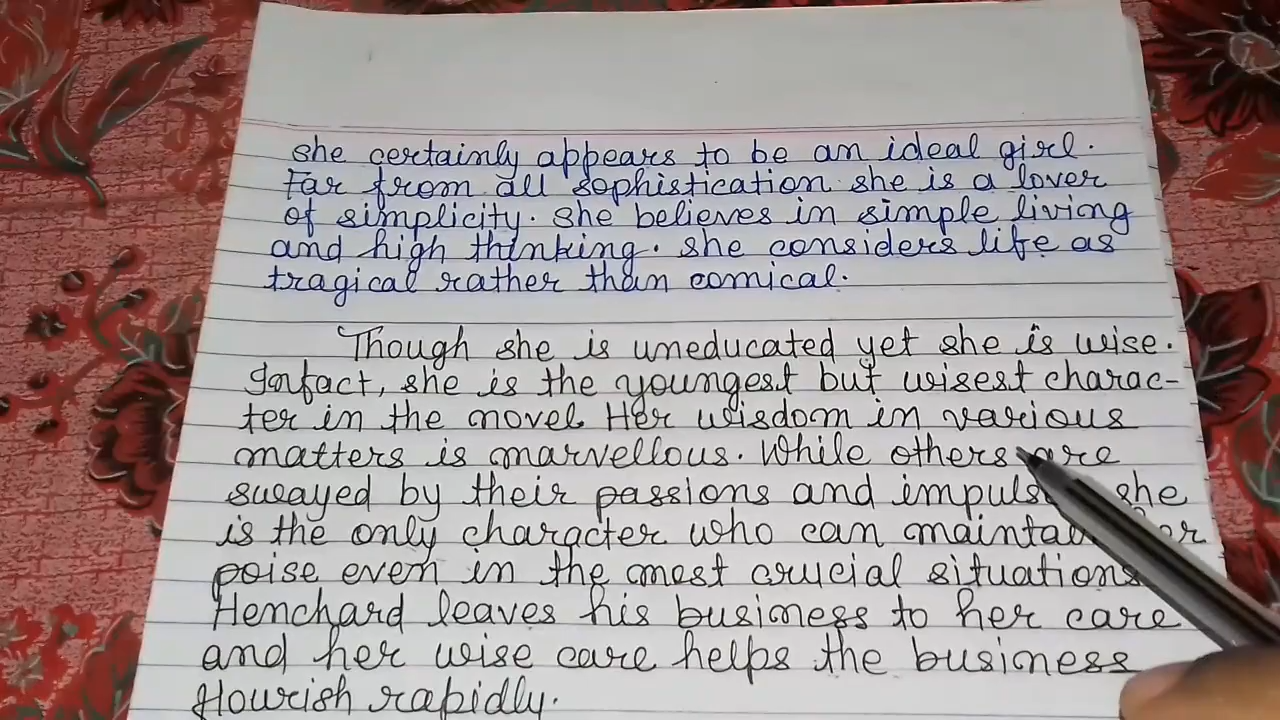 she certainly appears to be an ideal girl.
Far from all sophistication she is a lover
of simplicity. She believes in simple living
and high thinking. she considers life as
tragical rather than comical.
Though she is uneducated yet she is wise.
Infact, she is the youngest but wisest charac-
ter in the novel. Her wisdom in various
matters is marvellous. While others are
swayed by their passions and she
is the only character who can
poise even in the most crucial situations
Henchard leaves his business to her care
and her wise care helps the business
flourish rapidly.